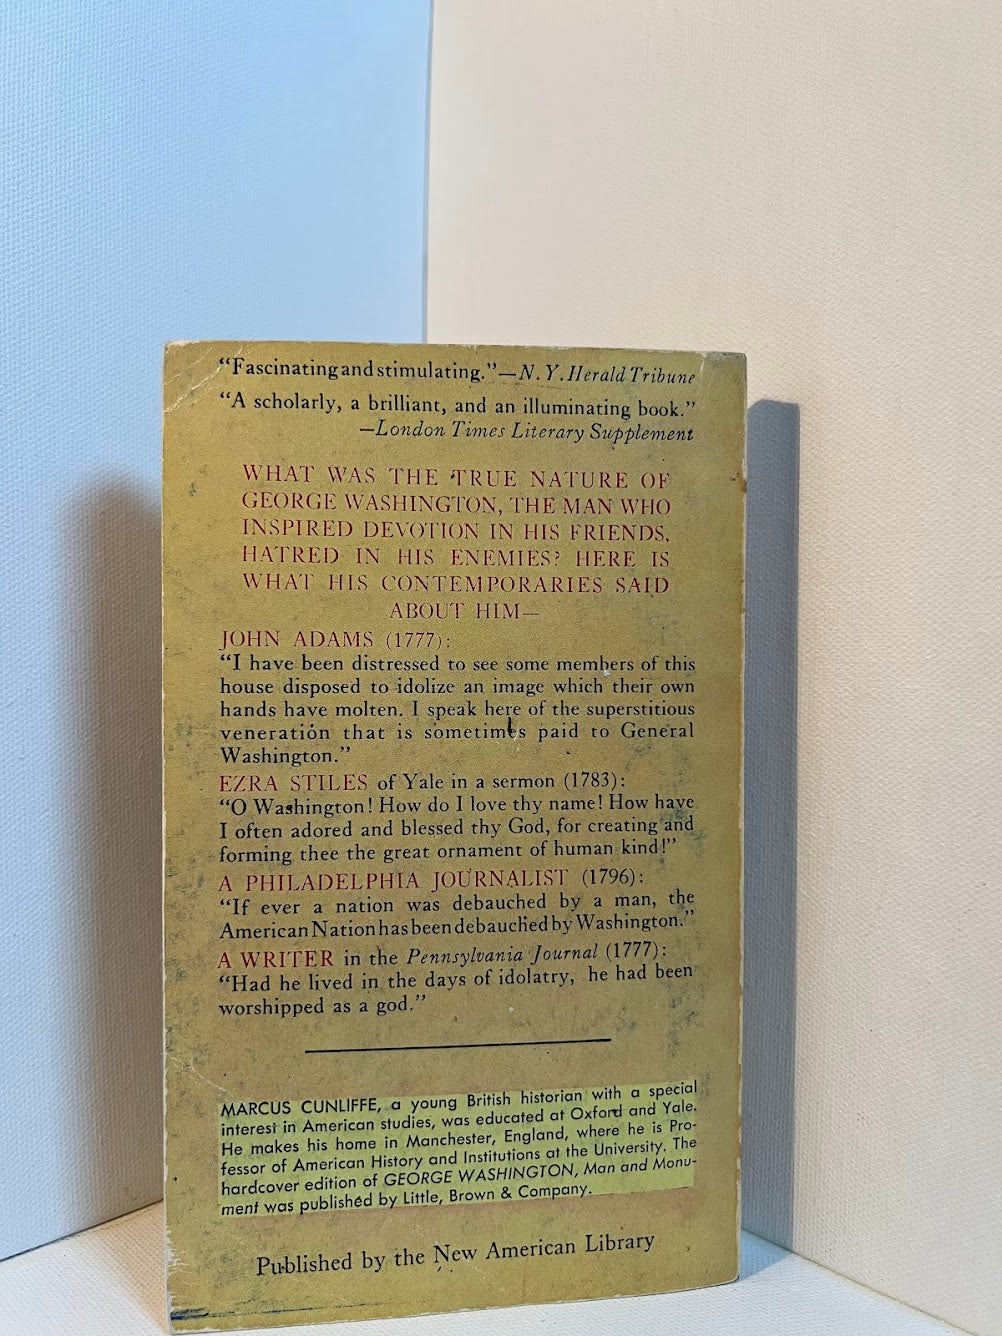 “Fascinating and stimulating.”—N. Y. Herald Tribune
“A scholarly, a brilliant, and an illuminating book.”
—London Times Literary Supplement
WHAT WAS THE TRUE NATURE OF
GEORGE WASHINGTON, THE MAN WHO
INSPIRED DEVOTION IN HIS FRIENDS,
HATRED IN HIS ENEMIES? HERE IS
WHAT HIS CONTEMPORARIES SAID
ABOUT HIM—
JOHN ADAMS (1777):
“I have been distressed to see some members of this
house disposed to idolize an image which their own
hands have molten. I speak here of the superstitious
veneration that is sometimes paid to General
Washington.”
EZRA STILES of Yale in a sermon (1783):
“O Washington! How do I love thy name! How have
I often adored and blessed thy God, for creating and
forming thee the great ornament of human kind!”
A PHILADELPHIA JOURNALIST (1796):
“If ever a nation was debauched by a man, the
American Nation has been debauched by Washington.”
A WRITER in the Pennsylvania Journal (1777):
“Had he lived in the days of idolatry, he had been
worshipped as a god.”
MARCUS CUNLIFFE, a young British historian with a special
interest in American studies, was educated at Oxford and Yale.
He makes his home in Manchester, England, where he is Pro-
fessor of American History and Institutions at the University. The
hardcover edition of GEORGE WASHINGTON, Man and Monu-
ment was published by Little, Brown & Company.
Published by the New American Library